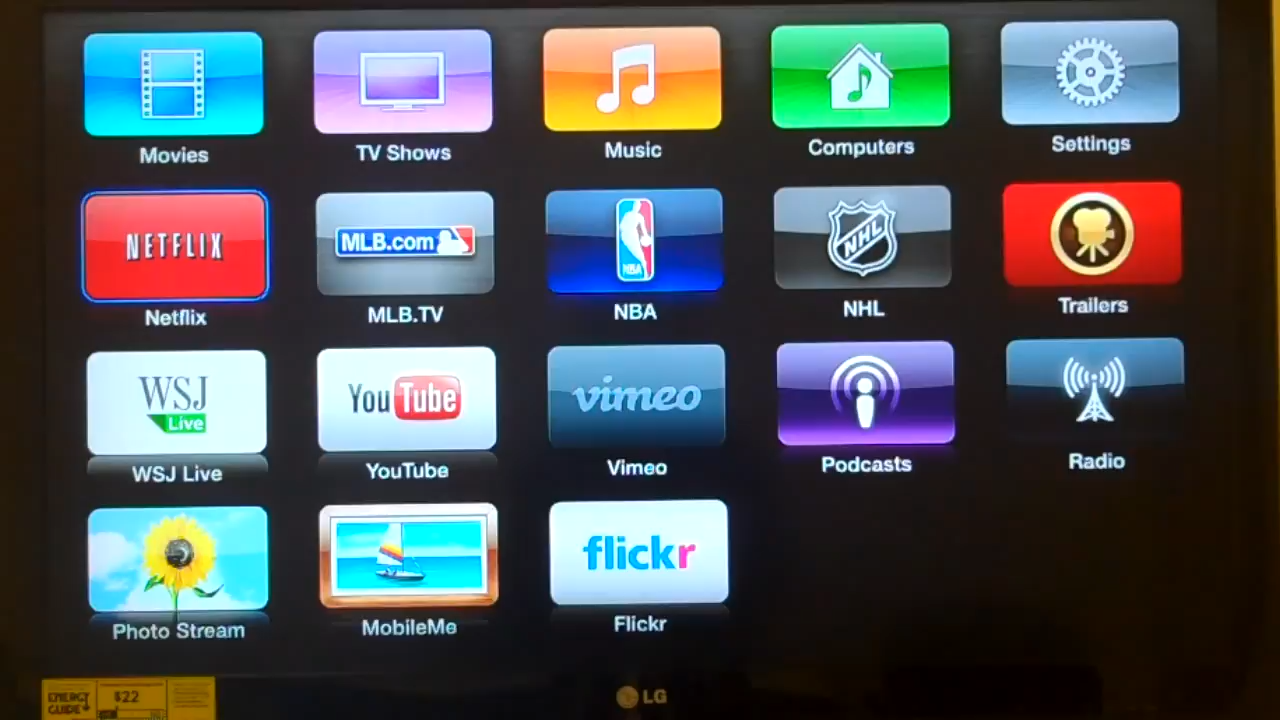 Movies
TV Shows
Music
Computers
Settings
NETFLIX
MLB.com
NBA
NHL
Netflix
MLB.TV
NBA
NHL
Trailers
WSJ
Live
YouTube
vimeo
WSJ Live
YouTube
Vimeo
Podcasts
Radio
flickr
Photo Stream
MobileMe
Flickr
ENERGY
GUIDE
$22
LG